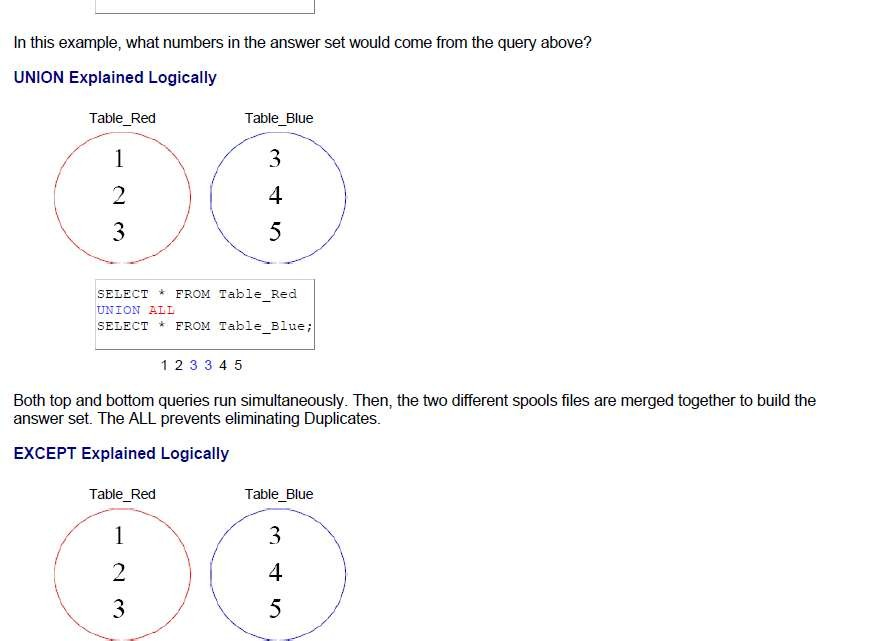 In this example, what numbers in the answer set would come from the query above?
UNION Explained Logically
Table_Red Table_Blue
1 3
2 4
3 5
SELECT * FROM Table_Red
UNION ALL
SELECT * FROM Table_Blue;
1 2 3 3 4 5
Both top and bottom queries run simultaneously. Then, the two different spools files are merged together to build the
answer set. The ALL prevents eliminating Duplicates.
EXCEPT Explained Logically
Table_Red Table_Blue
1 3
2 4
3 5